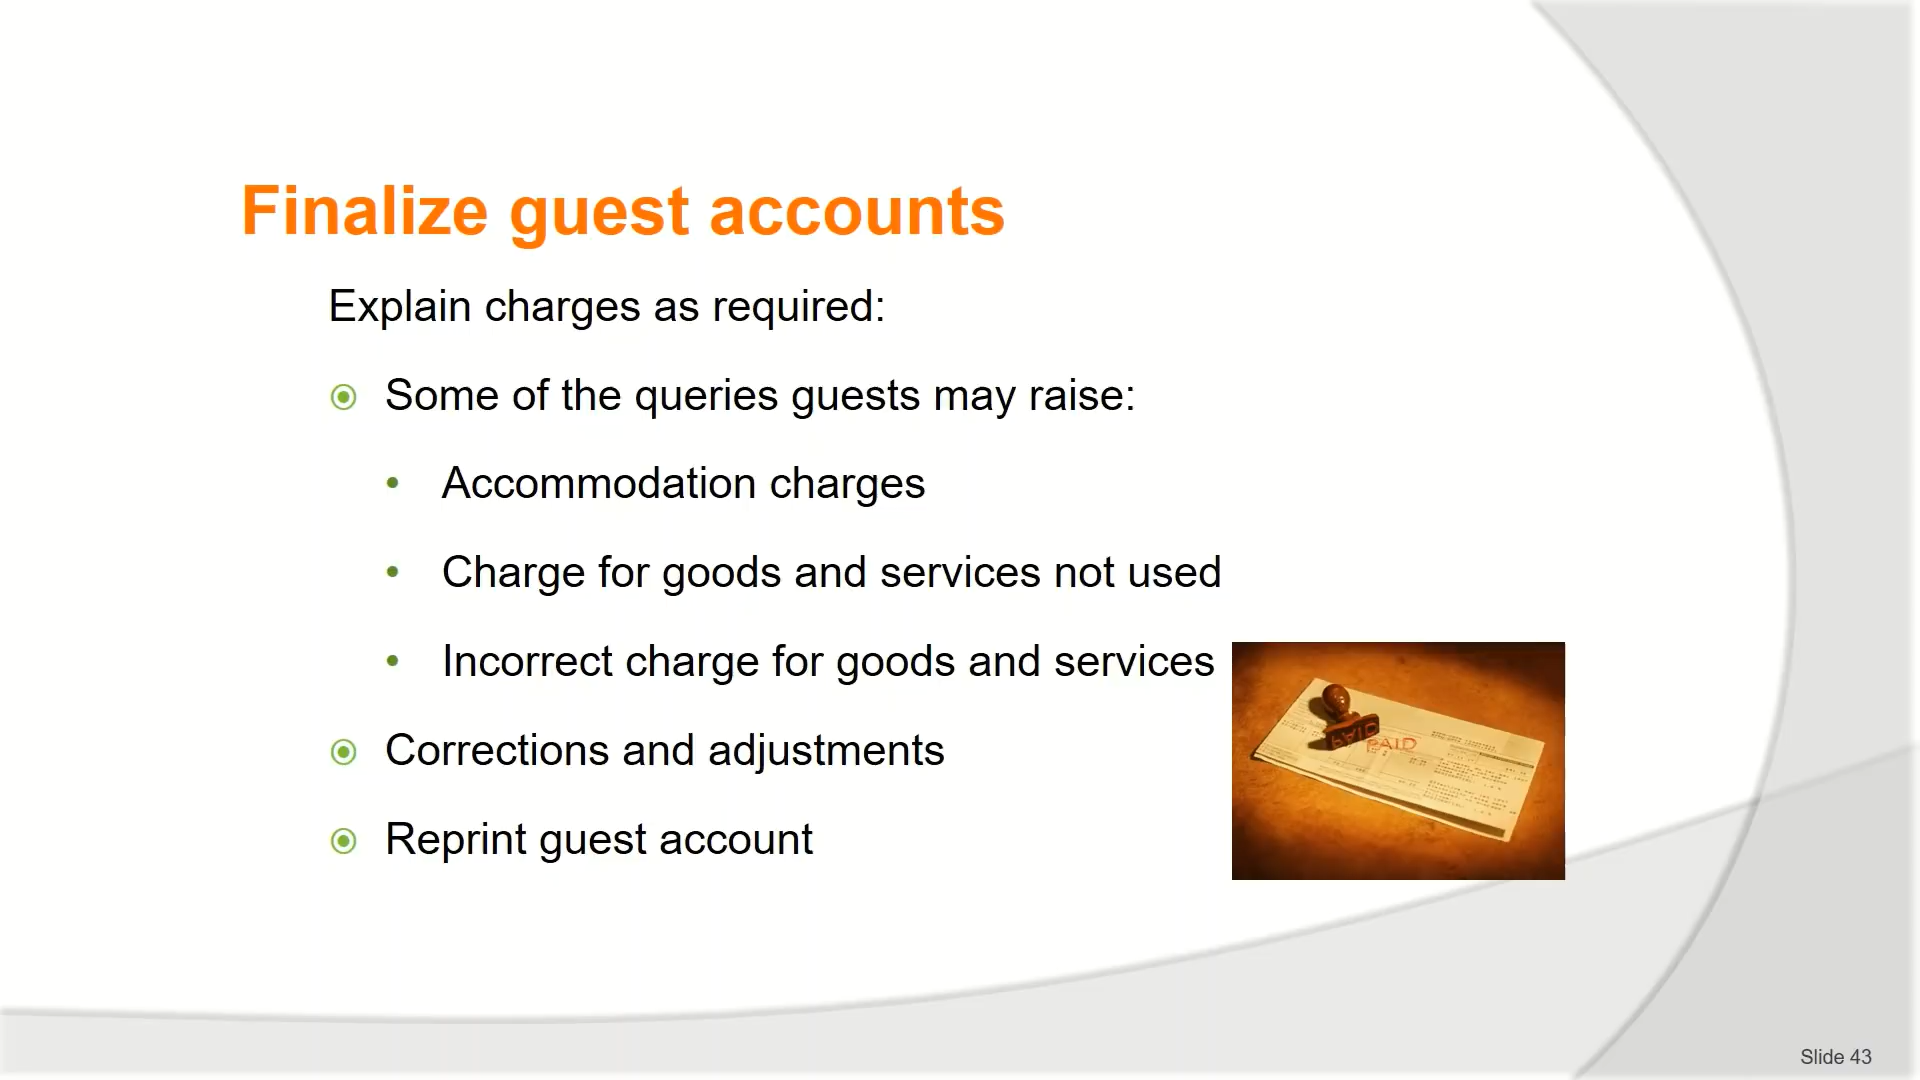 Finalize guest accounts
Explain charges as required:
Some of the queries guests may raise:
• Accommodation charges
• Charge for goods and services not used
• Incorrect charge for goods and services
PAID
PAID
Corrections and adjustments
Reprint guest account
Slide 43